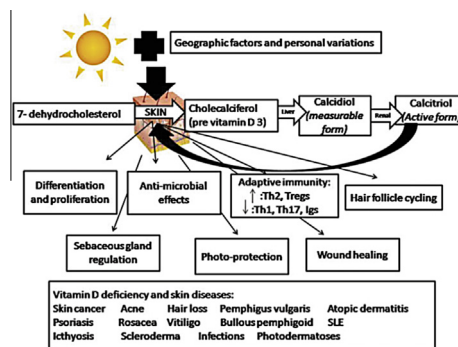 Geographic factors and personal variations
7- dehydrocholesterol
SKIN
Cholecalciferol
(pre vitamin D 3)
Liver
Calcidiol
(measurable
form)
Renal
Calcitriol
(Active form)
Differentiation
and proliferation
Anti-microbial
effects
Adaptive immunity:
↑ :Th2, Tregs
↓ :Th1, Th17, Igs
Hair follicle cycling
Sebaceous gland
regulation
Photo-protection
Wound healing
Vitamin D deficiency and skin diseases:
Skin cancer Acne Hair loss Pemphigus vulgaris Atopic dermatitis
Psoriasis Rosacea Vitiligo Bullous pemphigoid SLE
Icthyosis Scleroderma Infections Photodermatoses